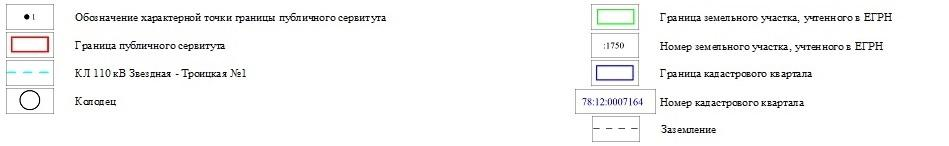 1
Обозначение характерной точки границы публичного сервитута
Граница публичного сервитута
КЛ 110 кВ Звездная - Троицкая №1
Колодец
Граница земельного участка, учтенного в ЕГРН
:1750
Номер земельного участка, учтенного в ЕГРН
Граница кадастрового квартала
78:12:0007164
Номер кадастрового квартала
Заземление